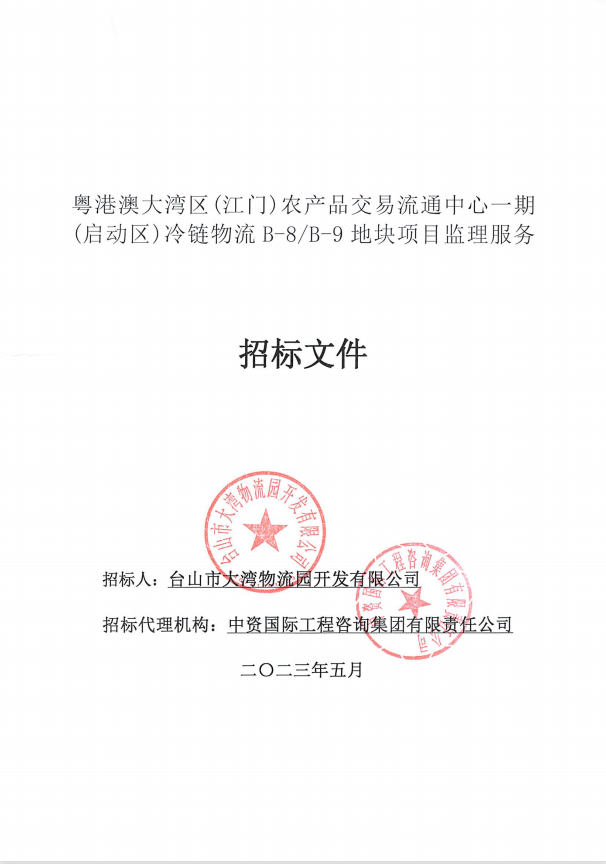 粤港澳大湾区(江门)农产品交易流通中心一期
(启动区)冷链物流 B-8/B-9 地块项目监理服务
招标文件
台山市大湾物流园开发有限公司
招标人：台山市大湾物流园开发有限公司
中资国际工程咨询集团有限责任公司
招标代理机构：中资国际工程咨询集团有限责任公司
二〇二三年五月